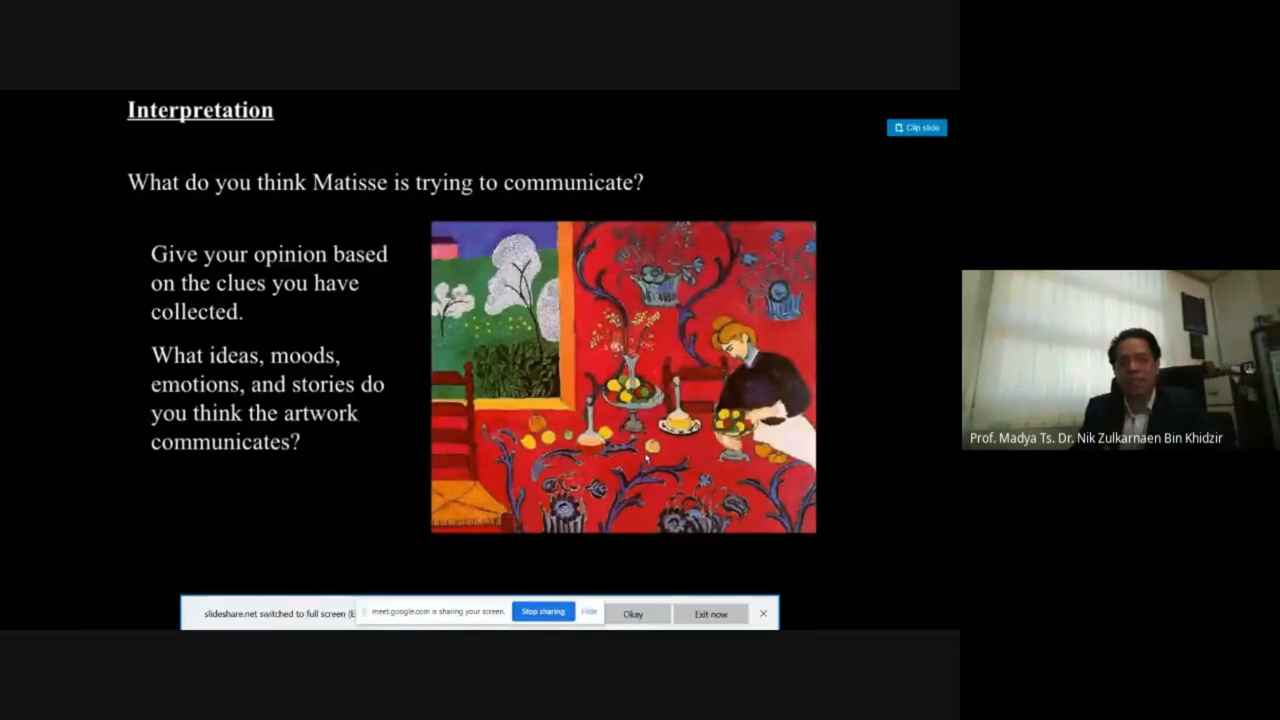 Interpretation
Clip slide
What do you think Matisse is trying to communicate?
Give your opinion based
on the clues you have
collected.
What ideas, moods,
emotions, and stories do
you think the artwork
communicates?
Prof. Madya Ts. Dr. Nik Zulkarnaen Bin Khidzir
slideshare.net switched to full screen (E
meet.google.com is sharing your screen.
Stop sharing
Hide
Okay
Exit now